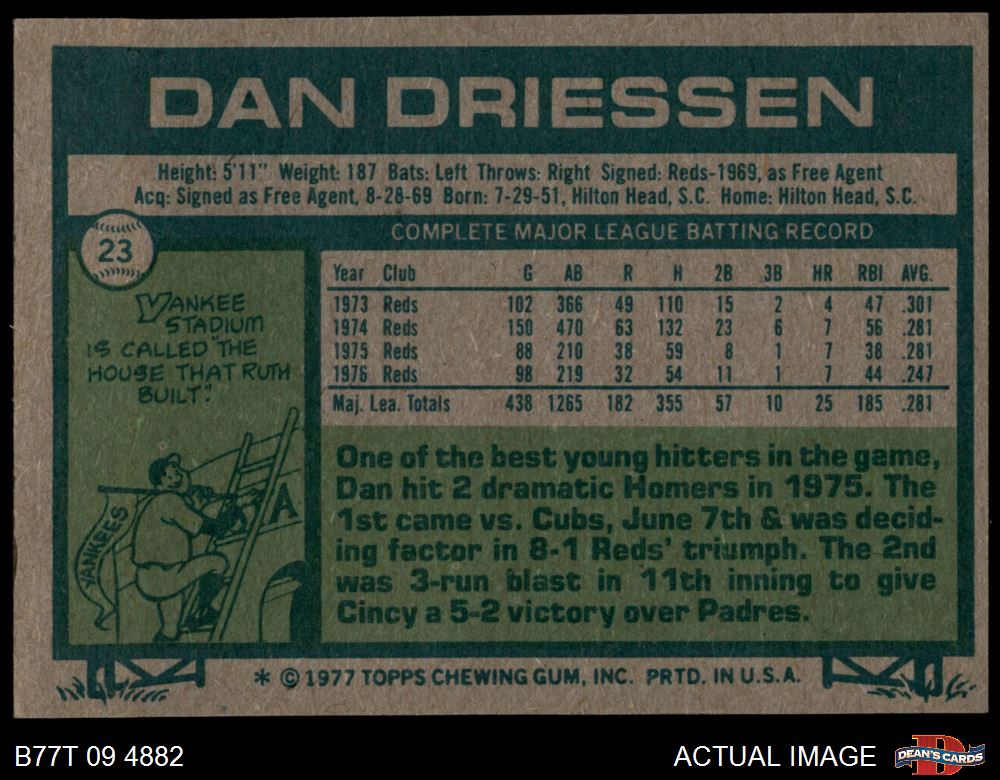 DAN DRIESSEN
Height: 5'11" Weight: 187 Bats: Left Throws: Right Signed: Reds-1969, as Free Agent
Acq: Signed as Free Agent, 8-28-69 Born: 7-29-51, Hilton Head, S.C. Home: Hilton Head, S.C.
23
YANKEE
STADIUM
IS CALLED "THE
HOUSE THAT RUTH
BUILT."
YANKEES
A
COMPLETE MAJOR LEAGUE BATTING RECORD
Year Club G AB R H 2B 3B HR RBI AVG.
1973 Reds 102 366 49 110 15 2 4 47 .301
1974 Reds 150 470 63 132 23 6 7 56 .281
1975 Reds 88 210 38 59 8 1 7 38 .281
1976 Reds 98 219 32 54 11 1 7 44 .247
Maj. Lea. Totals 438 1265 182 355 57 10 25 185 .281
One of the best young hitters in the game,
Dan hit 2 dramatic Homers in 1975. The
1st came vs. Cubs, June 7th & was decid-
ing factor in 8-1 Reds' triumph. The 2nd
was 3-run blast in 11th inning to give
Cincy a 5-2 victory over Padres.
* © 1977 TOPPS CHEWING GUM, INC. PRTD. IN U.S.A.
B77T 09 4882
ACTUAL IMAGE
D
DEAN'S CARDS